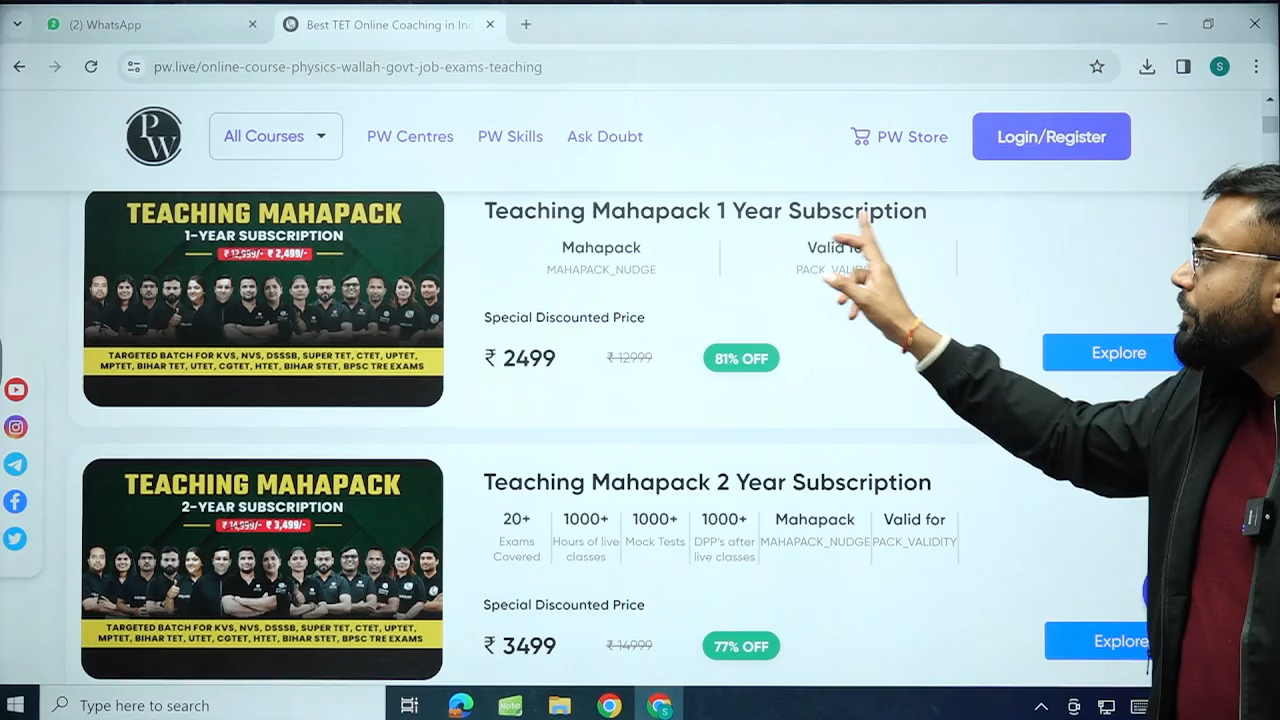 (2) WhatsApp
Best TET Online Coaching in Ind
pw.live/online-course-physics-wallah-govt-job-exams-teaching
S
PW
All Courses
PW Centres
PW Skills
Ask Doubt
PW Store
Login/Register
TEACHING MAHAPACK
1-YEAR SUBSCRIPTION
₹ 12,999/- ₹ 2,499/-
TARGETED BATCH FOR KVS, NVS, DSSSB, SUPER TET, CTET, UPTET,
MPTET, BIHAR TET, UTET, CGTET, HTET, BIHAR STET, BPSC TRE EXAMS
Teaching Mahapack 1 Year Subscription
Mahapack
MAHAPACK_NUDGE
Valid
PACK_VALID
Special Discounted Price
₹ 2499
₹ 12999
81% OFF
Explore
TEACHING MAHAPACK
2-YEAR SUBSCRIPTION
₹ 14,999/- ₹ 3,499/-
TARGETED BATCH FOR KVS, NVS, DSSSB, SUPER TET, CTET, UPTET,
MPTET, BIHAR TET, UTET, CGTET, HTET, BIHAR STET, BPSC TRE EXAMS
Teaching Mahapack 2 Year Subscription
20+
Exams
Covered
1000+
Hours of live
classes
1000+
Mock Tests
1000+
DPP's after
live classes
Mahapack
MAHAPACK_NUDGE
Valid for
PACK_VALIDITY
Special Discounted Price
₹ 3499
₹ 14999
77% OFF
Explore
Type here to search
Note